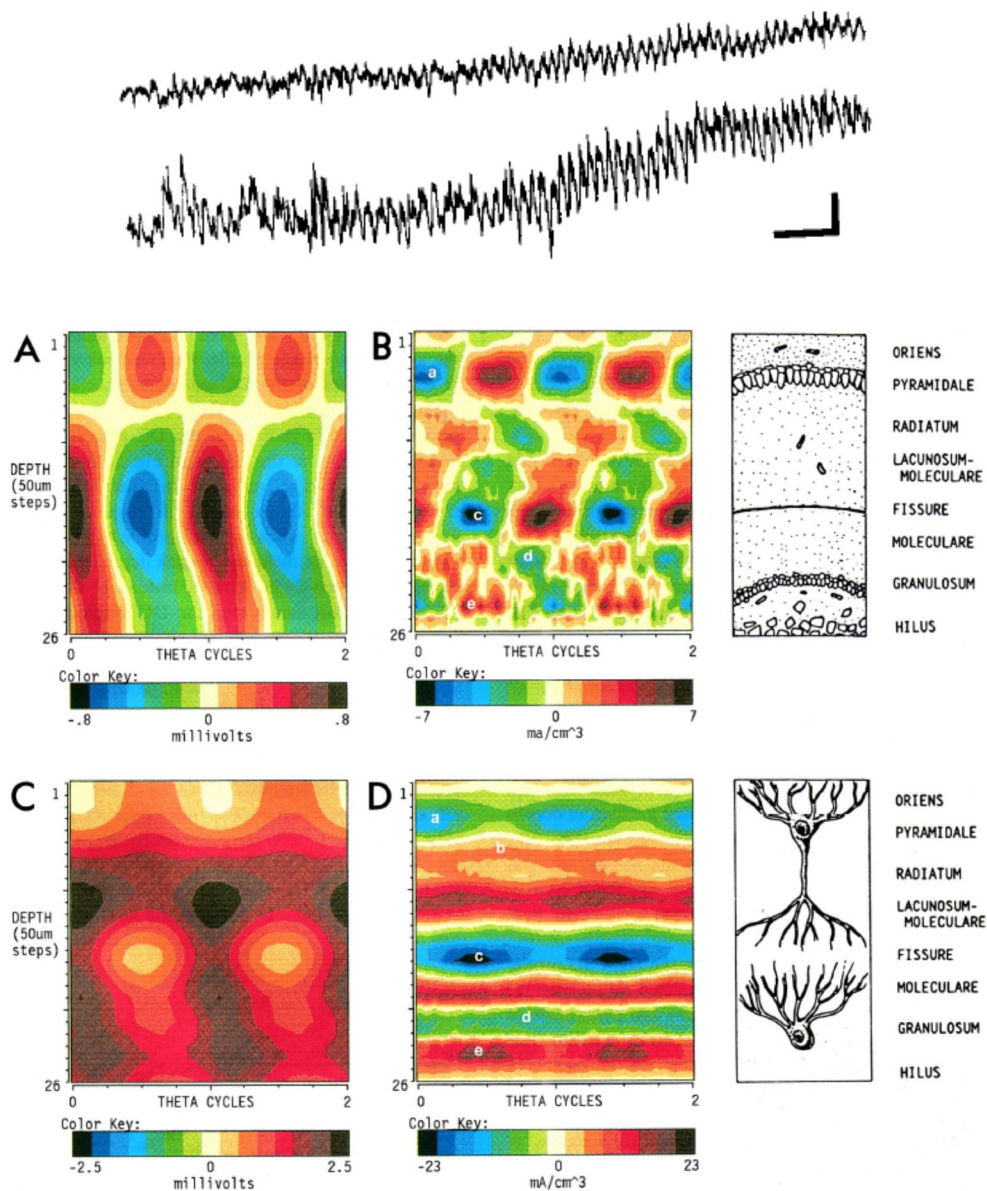 A
1
DEPTH
(50um
steps)
26
0
THETA CYCLES
2
Color Key:
-.8
0
.8
millivolts
B
1
a
c
d
e
26
0
THETA CYCLES
2
Color Key:
-7
0
7
ma/cm^3
ORIENS
PYRAMIDALE
RADIATUM
LACUNOSUM-
MOLECULARE
FISSURE
MOLECULARE
GRANULOSUM
HILUS
C
1
DEPTH
(50um
steps)
26
0
THETA CYCLES
2
Color Key:
-2.5
0
2.5
millivolts
D
1
a
b
c
d
e
26
0
THETA CYCLES
2
Color Key:
-23
0
23
mA/cm^3
ORIENS
PYRAMIDALE
RADIATUM
LACUNOSUM-
MOLECULARE
FISSURE
MOLECULARE
GRANULOSUM
HILUS